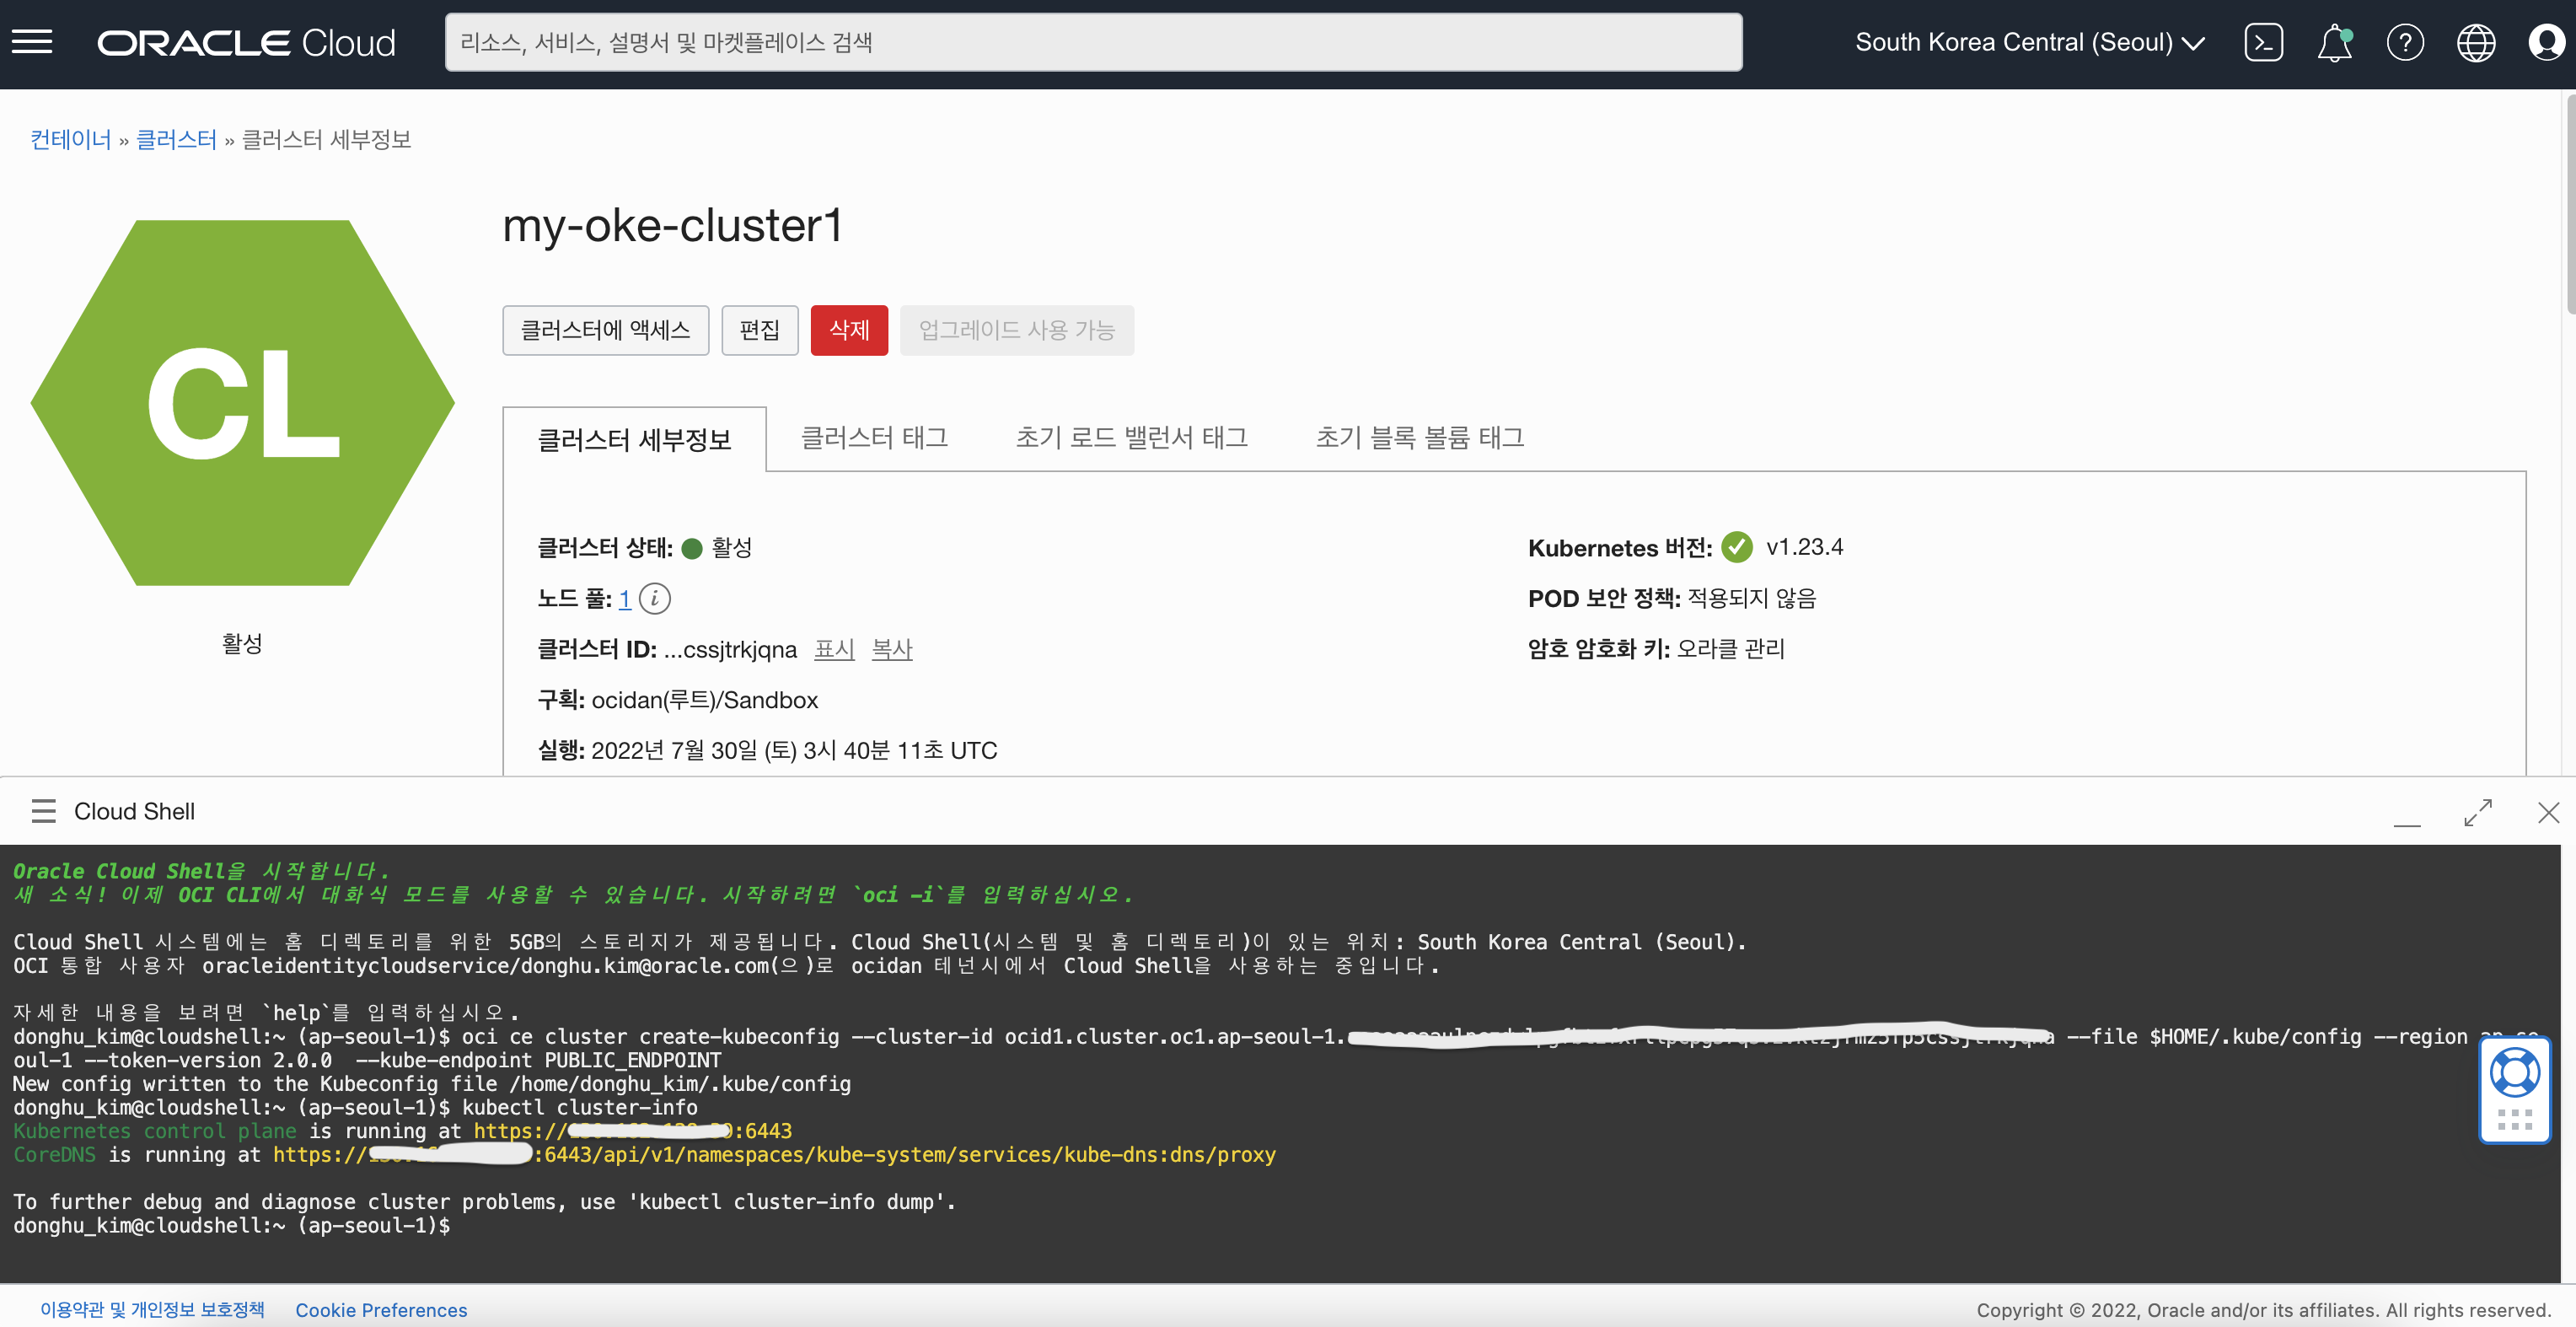 ORACLE Cloud
리소스, 서비스, 설명서 및 마켓플레이스 검색
South Korea Central (Seoul)
컨테이너 » 클러스터 » 클러스터 세부정보
CL
활성
my-oke-cluster1
클러스터에 액세스 편집 삭제 업그레이드 사용 가능
클러스터 세부정보 클러스터 태그 초기 로드 밸런서 태그 초기 블록 볼륨 태그
클러스터 상태: 활성
노드 풀: 1
클러스터 ID: ...cssjtrkjqna 표시 복사
구획: ocidan(루트)/Sandbox
실행: 2022년 7월 30일 (토) 3시 40분 11초 UTC
Kubernetes 버전: v1.23.4
POD 보안 정책: 적용되지 않음
암호 암호화 키: 오라클 관리
Cloud Shell
Oracle Cloud Shell을 시작합니다.
새 소식! 이제 OCI CLI에서 대화식 모드를 사용할 수 있습니다. 시작하려면 `oci -i`를 입력하십시오.
Cloud Shell 시스템에는 홈 디렉토리를 위한 5GB의 스토리지가 제공됩니다. Cloud Shell(시스템 및 홈 디렉토리)이 있는 위치: South Korea Central (Seoul).
OCI 통합 사용자 oracleidentitycloudservice/donghu.kim@oracle.com(으)로 ocidan 테넌시에서 Cloud Shell을 사용하는 중입니다.
자세한 내용을 보려면 `help`를 입력하십시오.
donghu_kim@cloudshell:~ (ap-seoul-1)$ oci ce cluster create-kubeconfig --cluster-id ocid1.cluster.oc1.ap-seoul-1. --file $HOME/.kube/config --region ap-se
oul-1 --token-version 2.0.0 --kube-endpoint PUBLIC_ENDPOINT
New config written to the Kubeconfig file /home/donghu_kim/.kube/config
donghu_kim@cloudshell:~ (ap-seoul-1)$ kubectl cluster-info
Kubernetes control plane is running at https:// :6443
CoreDNS is running at https:// :6443/api/v1/namespaces/kube-system/services/kube-dns:dns/proxy
To further debug and diagnose cluster problems, use 'kubectl cluster-info dump'.
donghu_kim@cloudshell:~ (ap-seoul-1)$
이용약관 및 개인정보 보호정책 Cookie Preferences
Copyright © 2022, Oracle and/or its affiliates. All rights reserved.